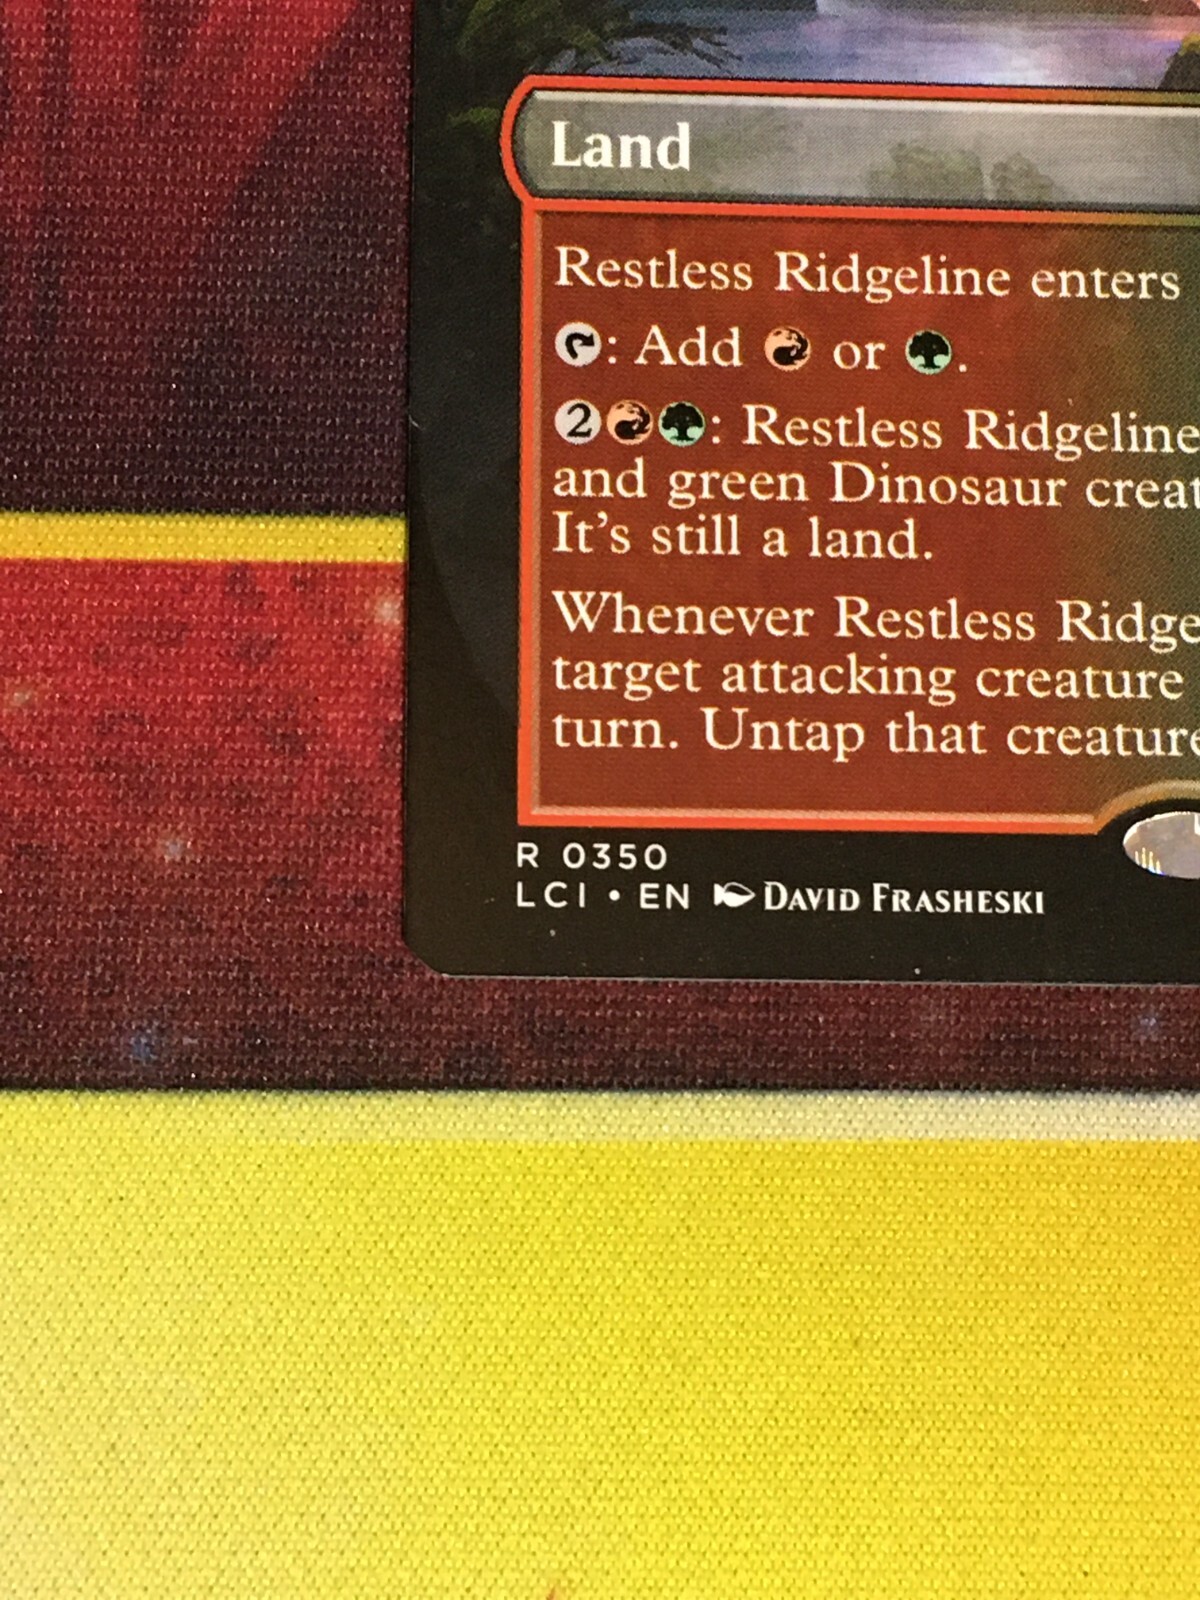 Land
Restless Ridgeline enters
: Add or .
2: Restless Ridgeline
and green Dinosaur creat
It's still a land.
Whenever Restless Ridge
target attacking creature
turn. Untap that creature
R 0350
LCI • EN DAVID FRASHESKI